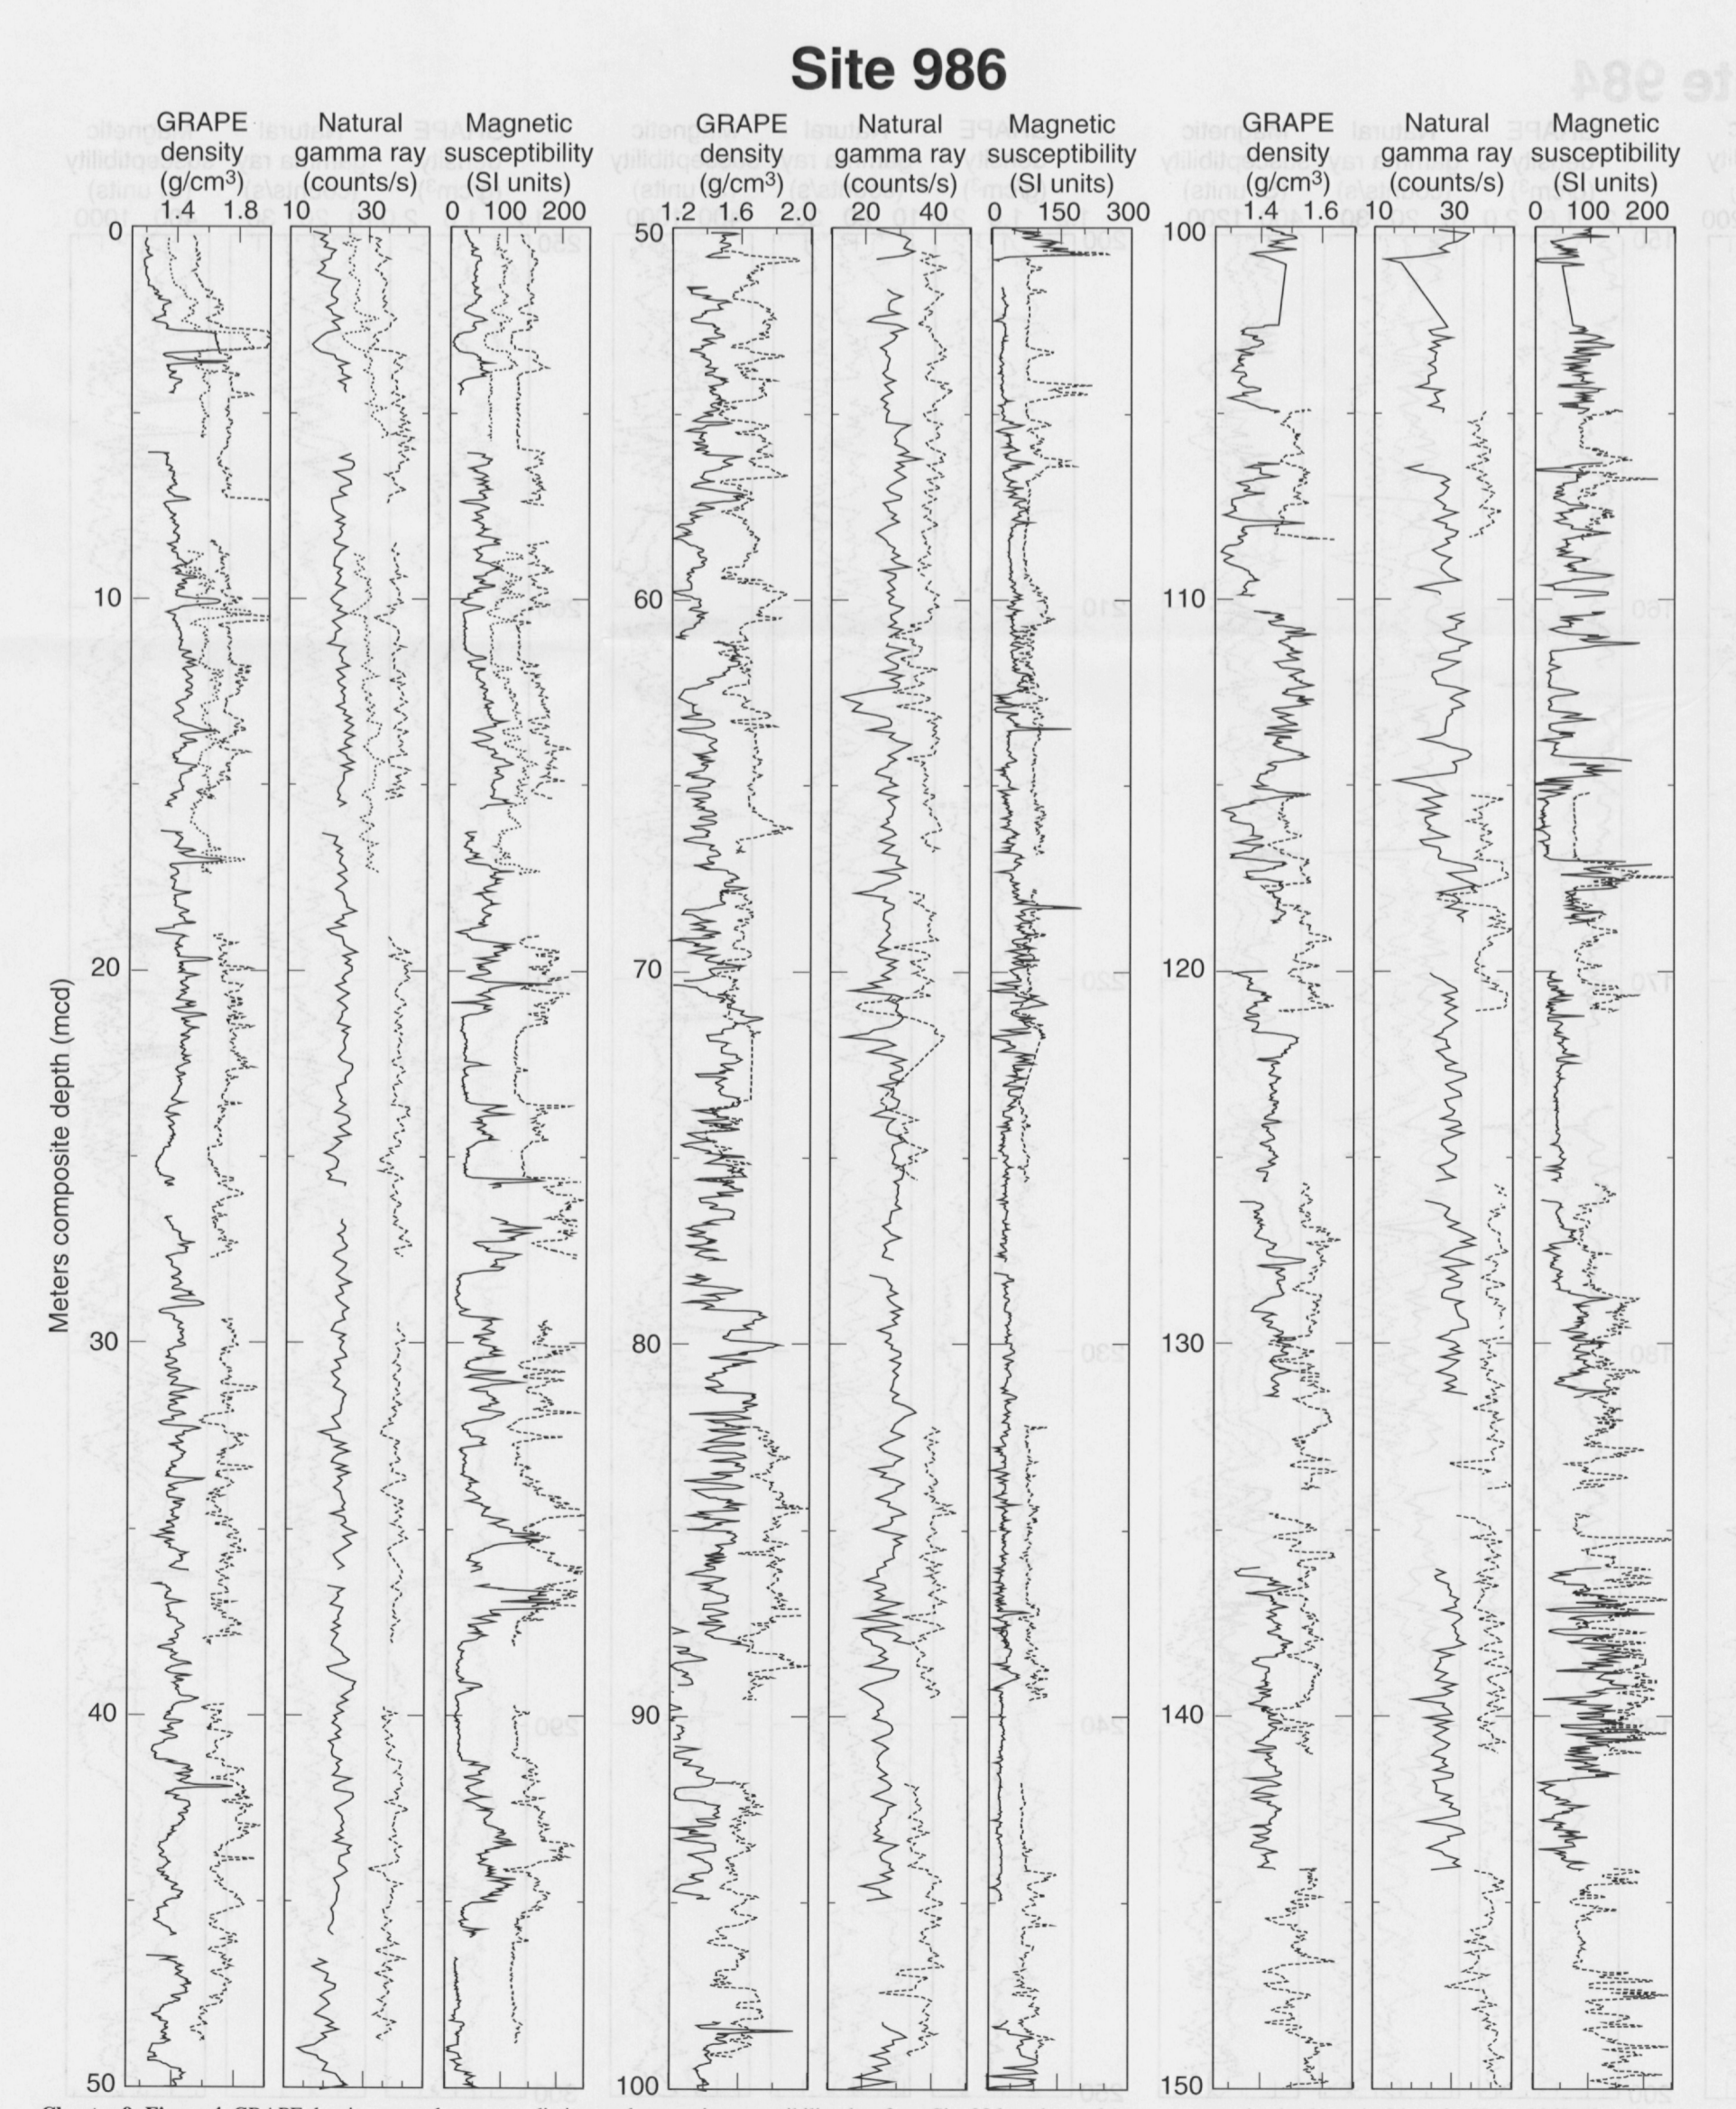 Site 986
GRAPE density (g/cm³)
Natural gamma ray (counts/s)
Magnetic susceptibility (SI units)
GRAPE density (g/cm³)
Natural gamma ray (counts/s)
Magnetic susceptibility (SI units)
GRAPE density (g/cm³)
Natural gamma ray (counts/s)
Magnetic susceptibility (SI units)
1.4 1.8
10 30
0 100 200
1.2 1.6 2.0
20 40
0 150 300
1.4 1.6
10 30
0 100 200
Meters composite depth (mcd)
0
10
20
30
40
50
50
60
70
80
90
100
100
110
120
130
140
150